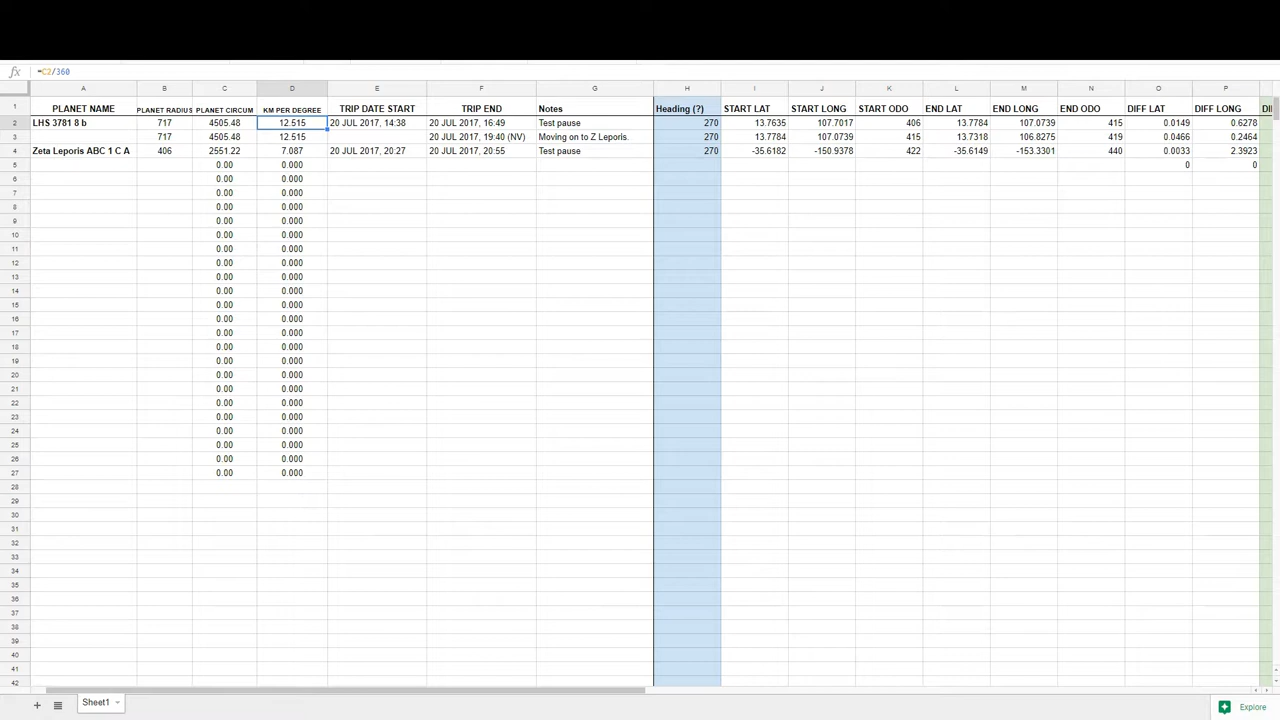 fx =C2/360
A B C D E F G H I J K L M N O P
1 PLANET NAME PLANET RADIUS PLANET CIRCUM KM PER DEGREE TRIP DATE START TRIP END Notes Heading (?) START LAT START LONG START ODO END LAT END LONG END ODO DIFF LAT DIFF LONG DI
2 LHS 3781 8 b 717 4505.48 12.515 20 JUL 2017, 14:38 20 JUL 2017, 16:49 Test pause 270 13.7635 107.7017 406 13.7784 107.0739 415 0.0149 0.6278
3 717 4505.48 12.515 20 JUL 2017, 19:40 (NV) Moving on to Z Leporis. 270 13.7784 107.0739 415 13.7318 106.8275 419 0.0466 0.2464
4 Zeta Leporis ABC 1 C A 406 2551.22 7.087 20 JUL 2017, 20:27 20 JUL 2017, 20:55 Test pause 270 -35.6182 -150.9378 422 -35.6149 -153.3301 440 0.0033 2.3923
5 0.00 0.000 0 0
6 0.00 0.000
7 0.00 0.000
8 0.00 0.000
9 0.00 0.000
10 0.00 0.000
11 0.00 0.000
12 0.00 0.000
13 0.00 0.000
14 0.00 0.000
15 0.00 0.000
16 0.00 0.000
17 0.00 0.000
18 0.00 0.000
19 0.00 0.000
20 0.00 0.000
21 0.00 0.000
22 0.00 0.000
23 0.00 0.000
24 0.00 0.000
25 0.00 0.000
26 0.00 0.000
27 0.00 0.000
28
29
30
31
32
33
34
35
36
37
38
39
40
41
42
Sheet1 Explore